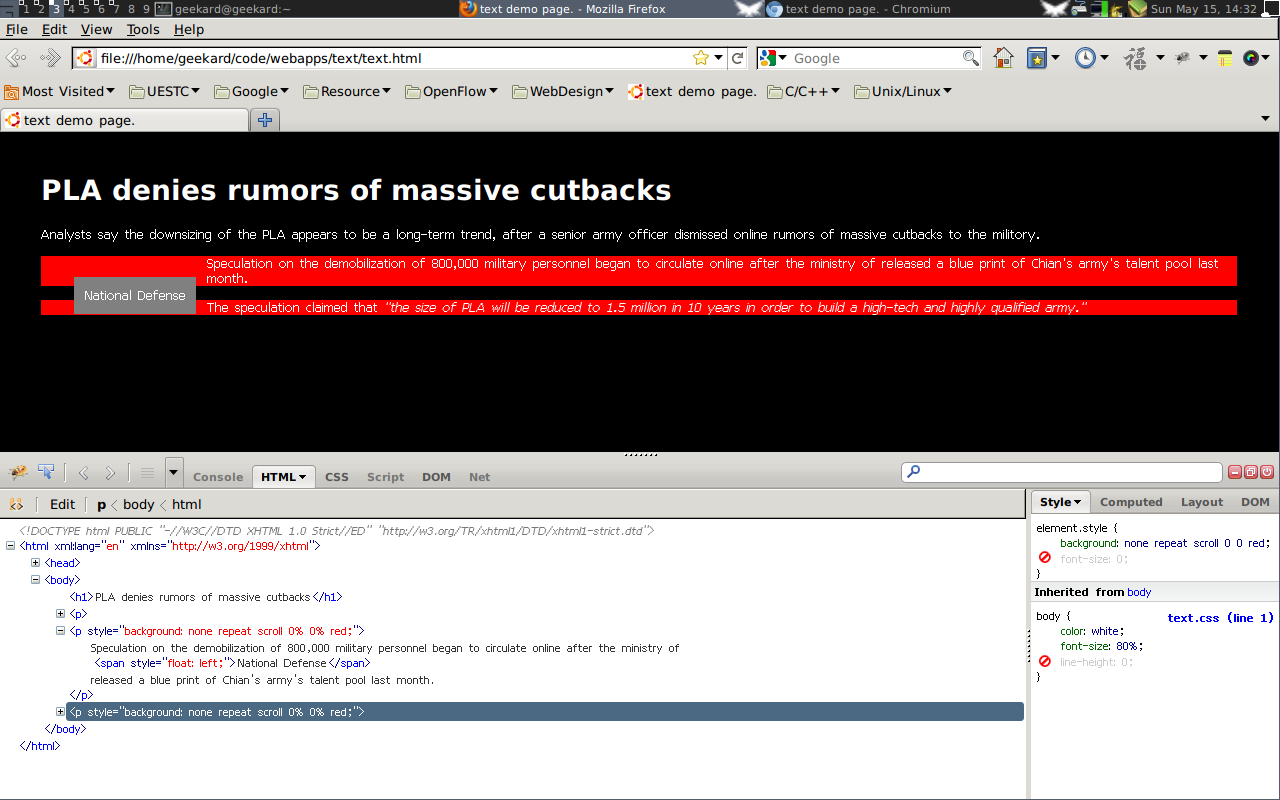 1 2 3 4 5 6 7 8 9 geekard@geekard:~ text demo page. - Mozilla Firefox text demo page. - Chromium Sun May 15, 14:32
File Edit View Tools Help
file:///home/geekard/code/webapps/text/text.html Google 福
Most Visited UESTC Google Resource OpenFlow WebDesign text demo page. C/C++ Unix/Linux
text demo page.
PLA denies rumors of massive cutbacks
Analysts say the downsizing of the PLA appears to be a long-term trend, after a senior army officer dismissed online rumors of massive cutbacks to the militory.
Speculation on the demobilization of 800,000 military personnel began to circulate online after the ministry of released a blue print of Chian's army's talent pool last
month.
National Defense
The speculation claimed that "the size of PLA will be reduced to 1.5 million in 10 years in order to build a high-tech and highly qualified army."
Console HTML CSS Script DOM Net
Edit p < body < html
Style Computed Layout DOM
<!DOCTYPE html PUBLIC "-//W3C//DTD XHTML 1.0 Strict//ED" "http://w3.org/TR/xhtml1/DTD/xhtml1-strict.dtd">
<html xml:lang="en" xmlns="http://w3.org/1999/xhtml">
<head>
<body>
<h1>PLA denies rumors of massive cutbacks</h1>
<p>
<p style="background: none repeat scroll 0% 0% red;">
Speculation on the demobilization of 800,000 military personnel began to circulate online after the ministry of
<span style="float: left;">National Defense</span>
released a blue print of Chian's army's talent pool last month.
</p>
<p style="background: none repeat scroll 0% 0% red;">
</body>
</html>
element.style {
background: none repeat scroll 0 0 red;
font-size: 0;
}
Inherited from body
body { text.css (line 1)
color: white;
font-size: 80%;
line-height: 0;
}